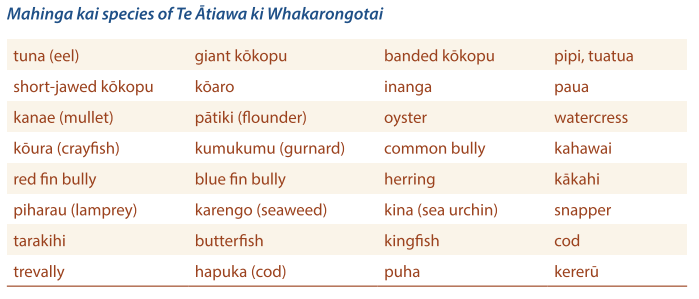 Mahinga kai species of Te Ātiawa ki Whakarongotai
tuna (eel) giant kōkopu banded kōkopu pipi, tuatua
short-jawed kōkopu kōaro inanga paua
kanae (mullet) pātiki (flounder) oyster watercress
kōura (crayfish) kumukumu (gurnard) common bully kahawai
red fin bully blue fin bully herring kākahi
piharau (lamprey) karengo (seaweed) kina (sea urchin) snapper
tarakihi butterfish kingfish cod
trevally hapuka (cod) puha kererū